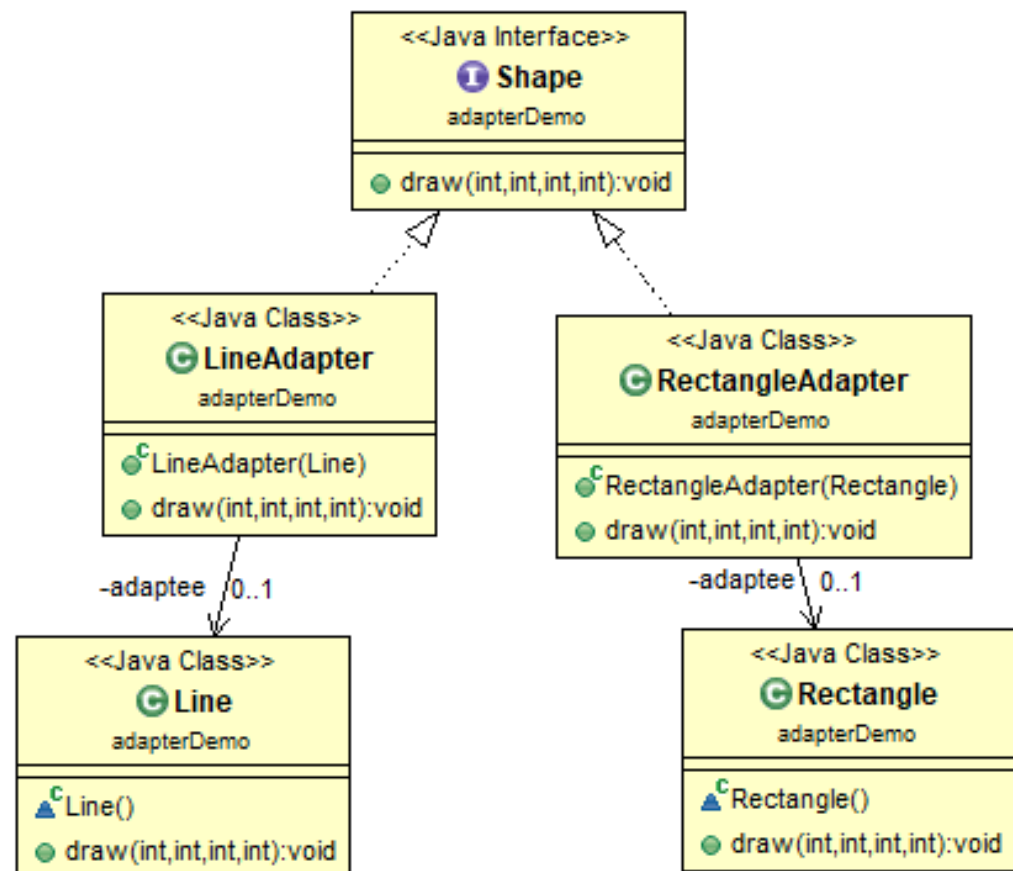 <<Java Interface>>
I Shape
adapterDemo
draw(int,int,int,int):void
<<Java Class>>
C LineAdapter
adapterDemo
C LineAdapter(Line)
draw(int,int,int,int):void
<<Java Class>>
C RectangleAdapter
adapterDemo
C RectangleAdapter(Rectangle)
draw(int,int,int,int):void
-adaptee 0..1
-adaptee 0..1
<<Java Class>>
C Line
adapterDemo
C Line()
draw(int,int,int,int):void
<<Java Class>>
C Rectangle
adapterDemo
C Rectangle()
draw(int,int,int,int):void